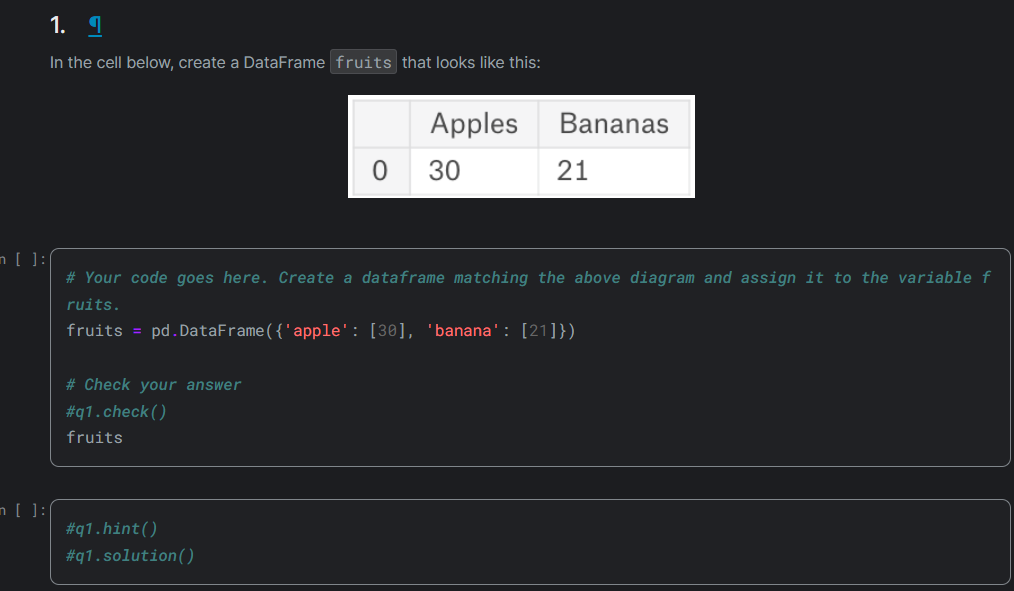 1. ¶
In the cell below, create a DataFrame fruits that looks like this:
Apples Bananas
0 30 21
n [ ]:
# Your code goes here. Create a dataframe matching the above diagram and assign it to the variable f
ruits.
fruits = pd.DataFrame({'apple': [30], 'banana': [21]})
# Check your answer
#q1.check()
fruits
n [ ]:
#q1.hint()
#q1.solution()